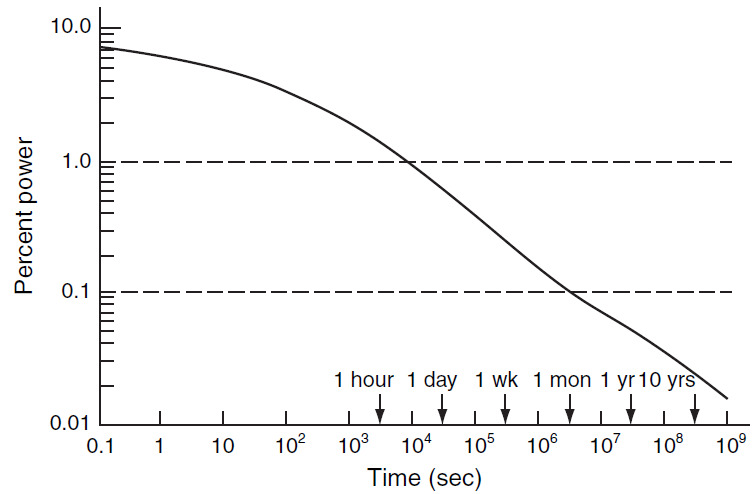 Percent power
10.0
1.0
0.1
0.01
1 hour 1 day 1 wk 1 mon 1 yr 10 yrs
0.1 1 10 10² 10³ 10⁴ 10⁵ 10⁶ 10⁷ 10⁸ 10⁹
Time (sec)